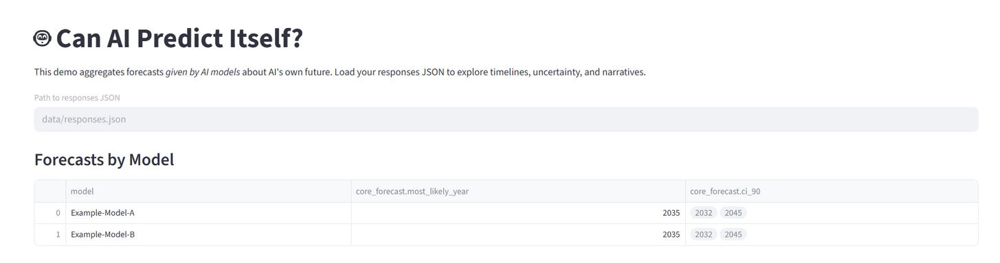 Can AI Predict Itself?
This demo aggregates forecasts given by AI models about AI's own future. Load your responses JSON to explore timelines, uncertainty, and narratives.
Path to responses JSON
data/responses.json
Forecasts by Model
model core_forecast.most_likely_year core_forecast.ci_90
0 Example-Model-A 2035 2032 2045
1 Example-Model-B 2035 2032 2045